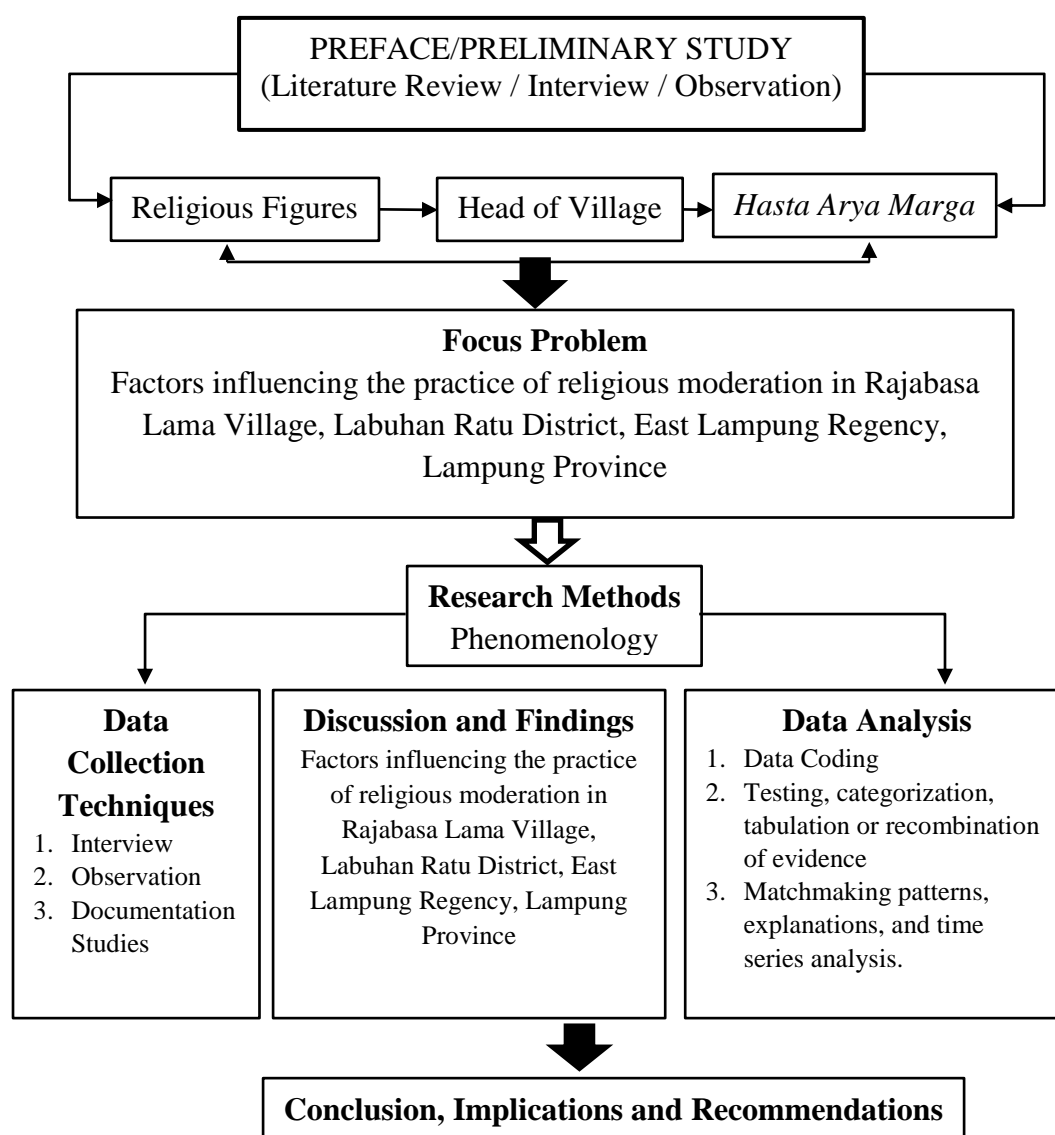 PREFACE/PRELIMINARY STUDY
(Literature Review / Interview / Observation)
Religious Figures
Head of Village
Hasta Arya Marga
Focus Problem
Factors influencing the practice of religious moderation in Rajabasa
Lama Village, Labuhan Ratu District, East Lampung Regency,
Lampung Province
Research Methods
Phenomenology
Data
Collection
Techniques
1. Interview
2. Observation
3. Documentation
Studies
Discussion and Findings
Factors influencing the practice
of religious moderation in
Rajabasa Lama Village,
Labuhan Ratu District, East
Lampung Regency, Lampung
Province
Data Analysis
1. Data Coding
2. Testing, categorization,
tabulation or recombination
of evidence
3. Matchmaking patterns,
explanations, and time
series analysis.
Conclusion, Implications and Recommendations